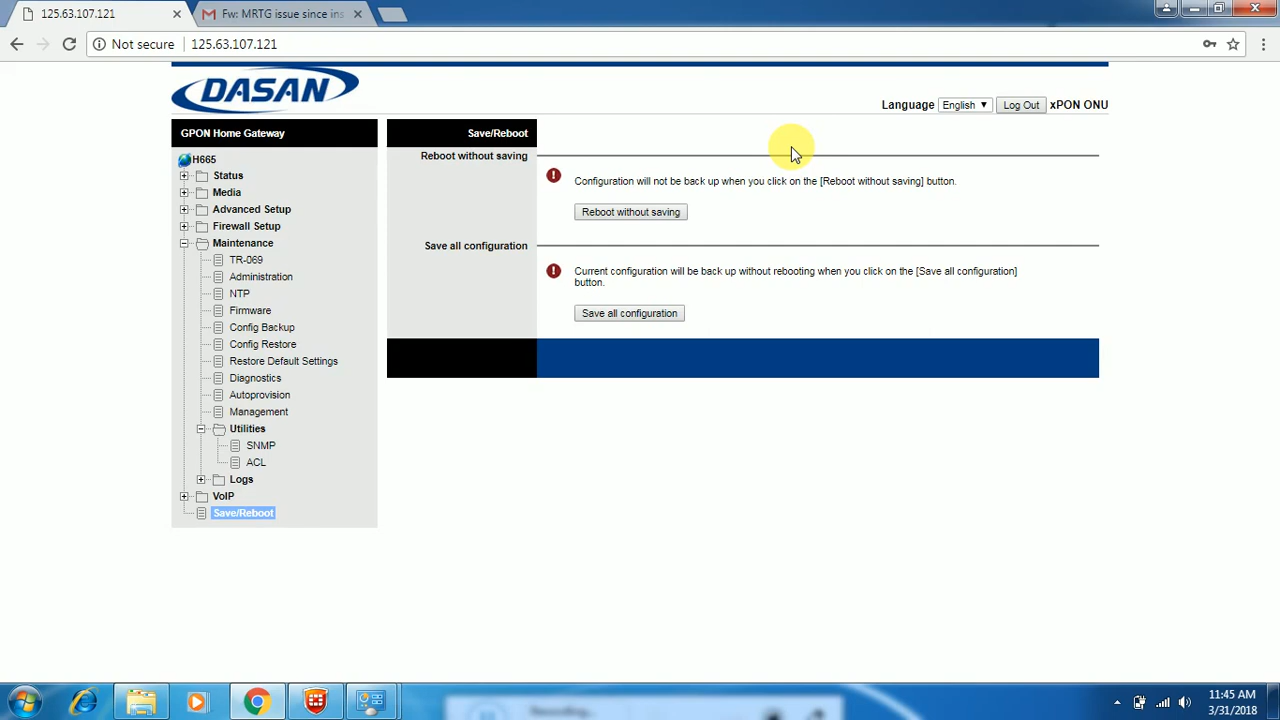 125.63.107.121
Fw: MRTG issue since ins
Not secure
125.63.107.121
DASAN
Language
English
Log Out
xPON ONU
GPON Home Gateway
H665
Status
Media
Advanced Setup
Firewall Setup
Maintenance
TR-069
Administration
NTP
Firmware
Config Backup
Config Restore
Restore Default Settings
Diagnostics
Autoprovision
Management
Utilities
SNMP
ACL
Logs
VoIP
Save/Reboot
Save/Reboot
Reboot without saving
Configuration will not be back up when you click on the [Reboot without saving] button.
Reboot without saving
Save all configuration
Current configuration will be back up without rebooting when you click on the [Save all configuration]
button.
Save all configuration
Recording...
11:45 AM
3/31/2018